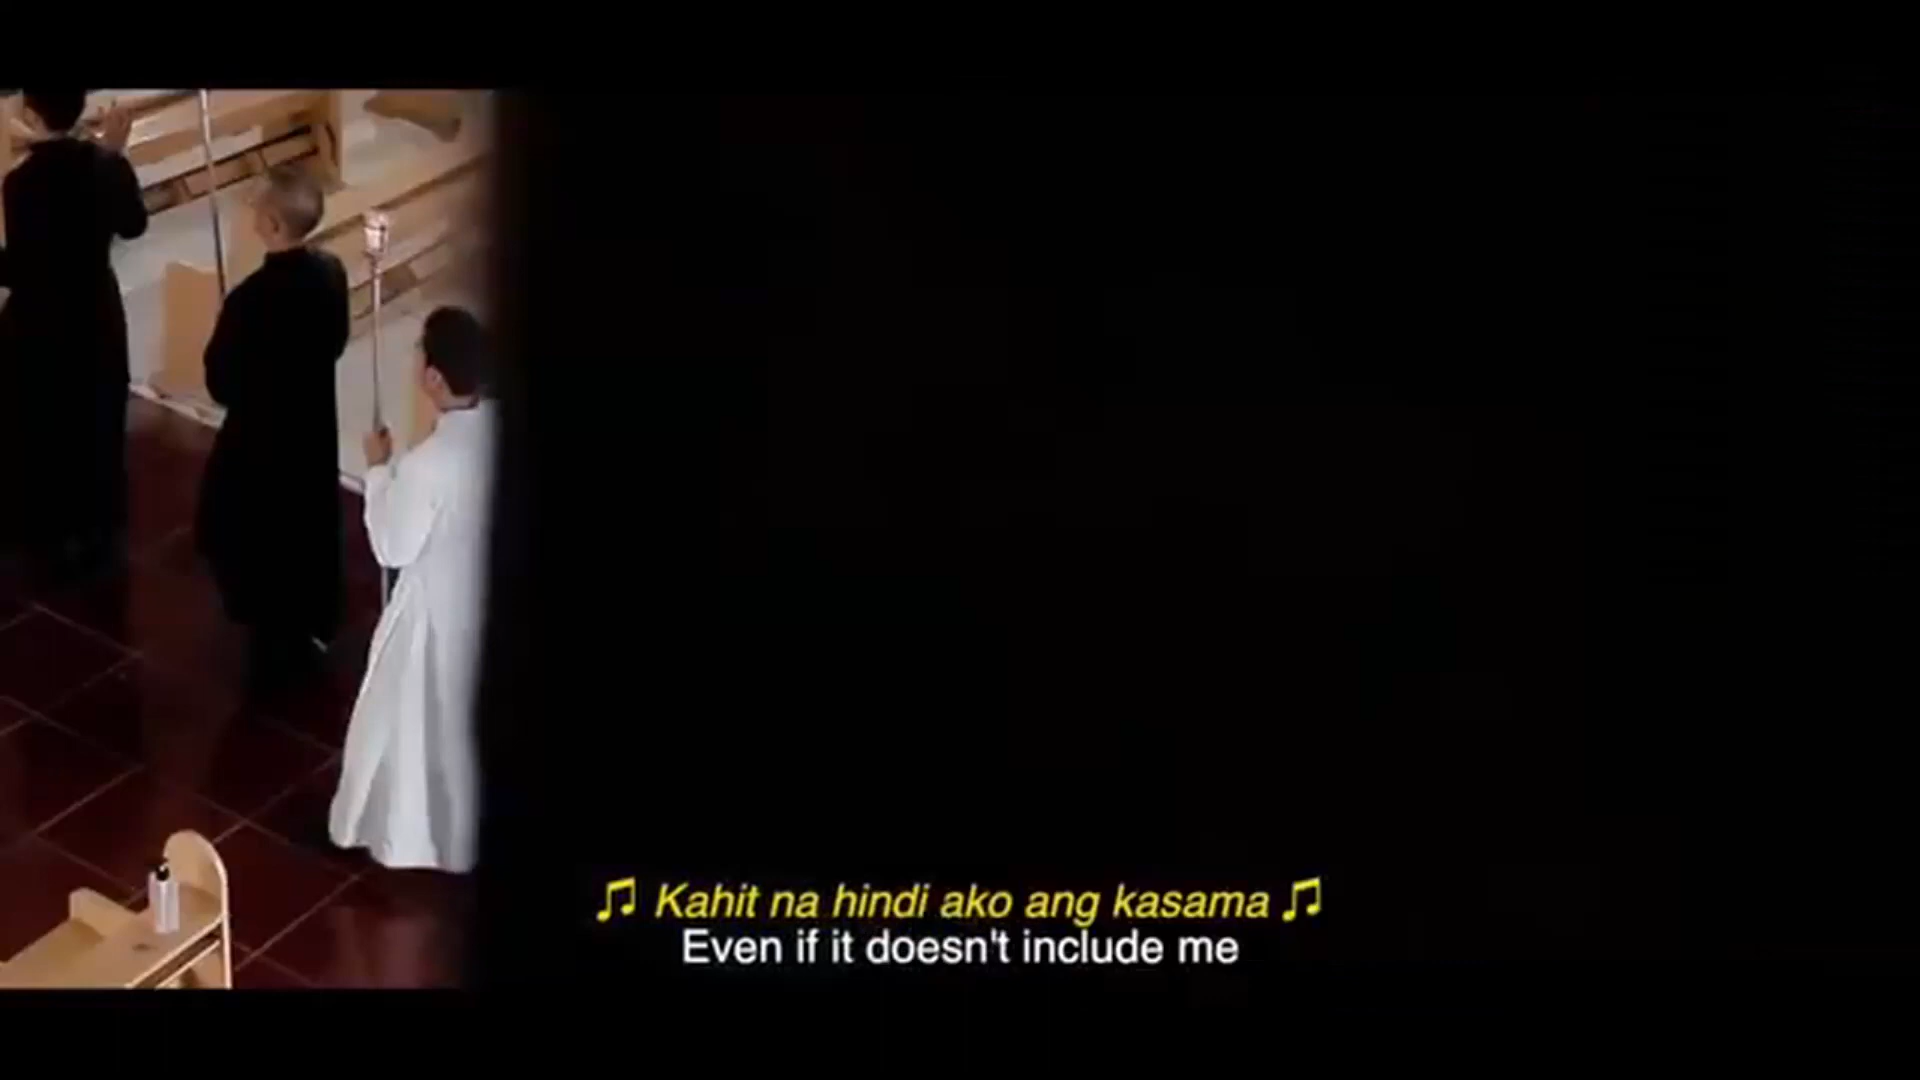 ♫ Kahit na hindi ako ang kasama ♫
Even if it doesn't include me